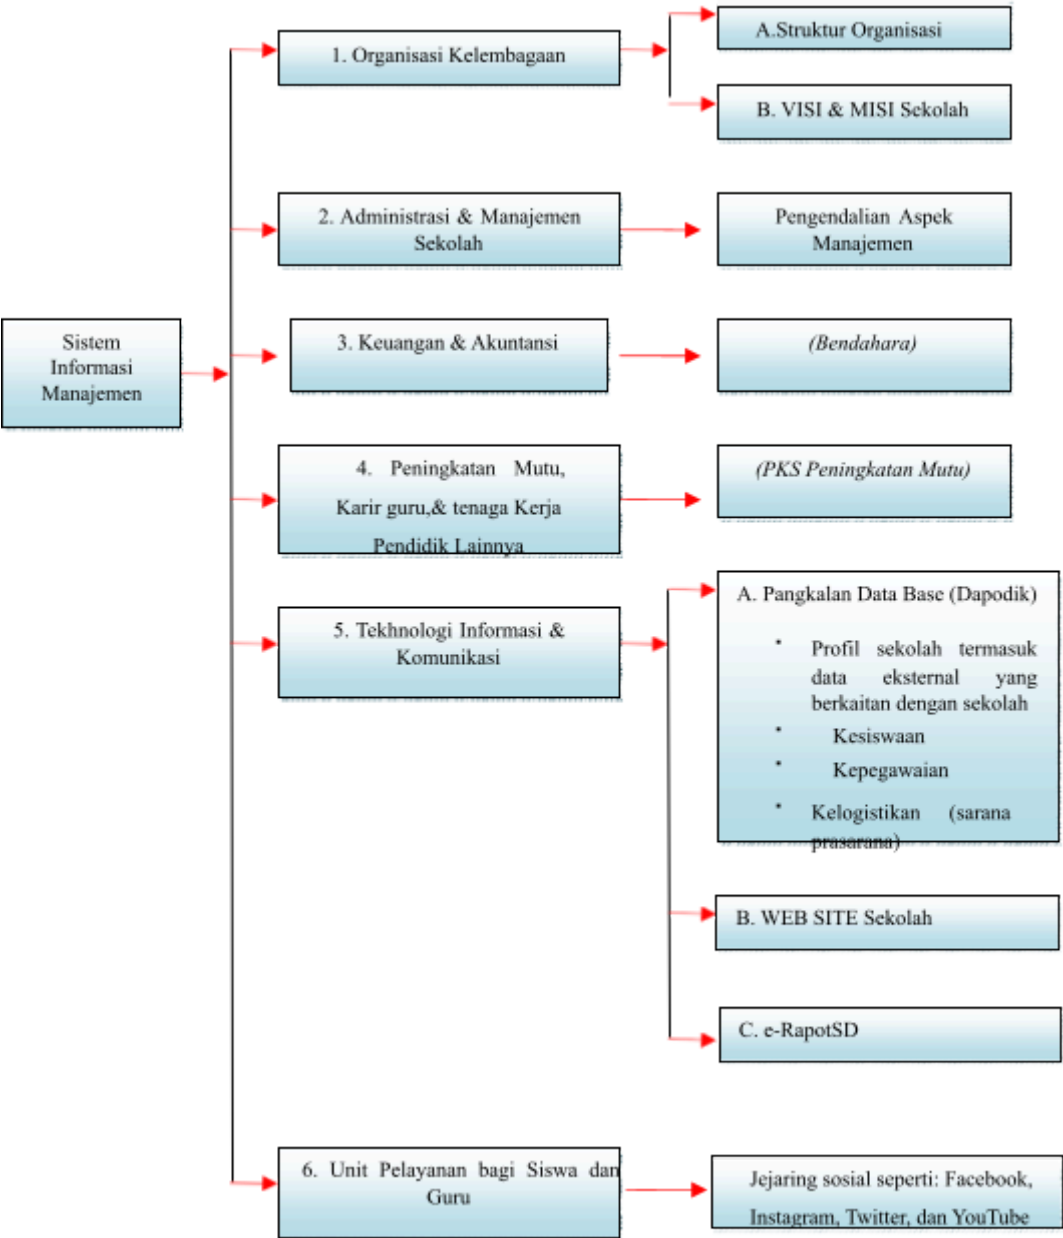 1. Organisasi Kelembagaan
A.Struktur Organisasi
B. VISI & MISI Sekolah
2. Administrasi & Manajemen
Sekolah
Pengendalian Aspek
Manajemen
Sistem
Informasi
Manajemen
3. Keuangan & Akuntansi
(Bendahara)
4. Peningkatan Mutu,
Karir guru,& tenaga Kerja
Pendidik Lainnya
(PKS Peningkatan Mutu)
5. Tekhnologi Informasi &
Komunikasi
A. Pangkalan Data Base (Dapodik)
• Profil sekolah termasuk
data eksternal yang
berkaitan dengan sekolah
• Kesiswaan
• Kepegawaian
• Kelogistikan (sarana
prasarana)
B. WEB SITE Sekolah
C. e-RapotSD
6. Unit Pelayanan bagi Siswa dan
Guru
Jejaring sosial seperti: Facebook,
Instagram, Twitter, dan YouTube